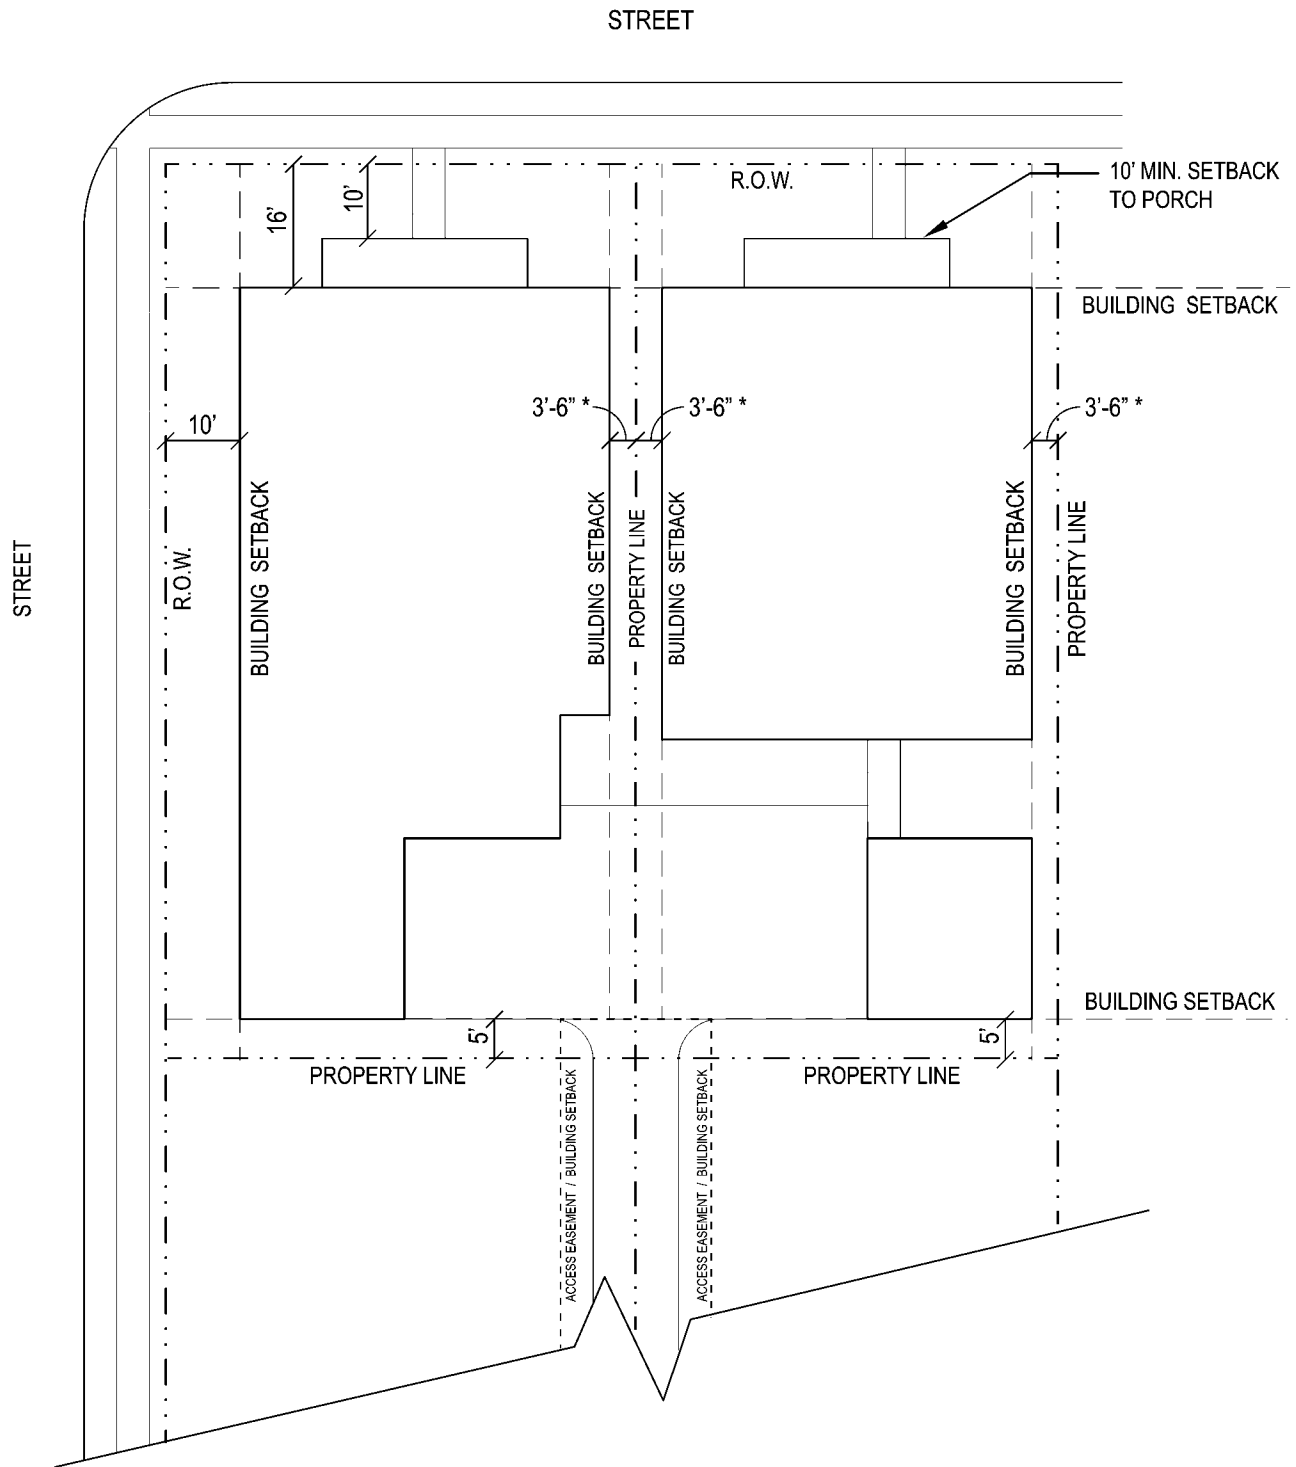 STREET
R.O.W.
10' MIN. SETBACK
TO PORCH
16'
10'
BUILDING SETBACK
3'-6" *
3'-6" *
3'-6" *
10'
STREET
R.O.W.
BUILDING SETBACK
BUILDING SETBACK
PROPERTY LINE
BUILDING SETBACK
BUILDING SETBACK
PROPERTY LINE
BUILDING SETBACK
5'
5'
PROPERTY LINE
PROPERTY LINE
ACCESS EASEMENT / BUILDING SETBACK
ACCESS EASEMENT / BUILDING SETBACK